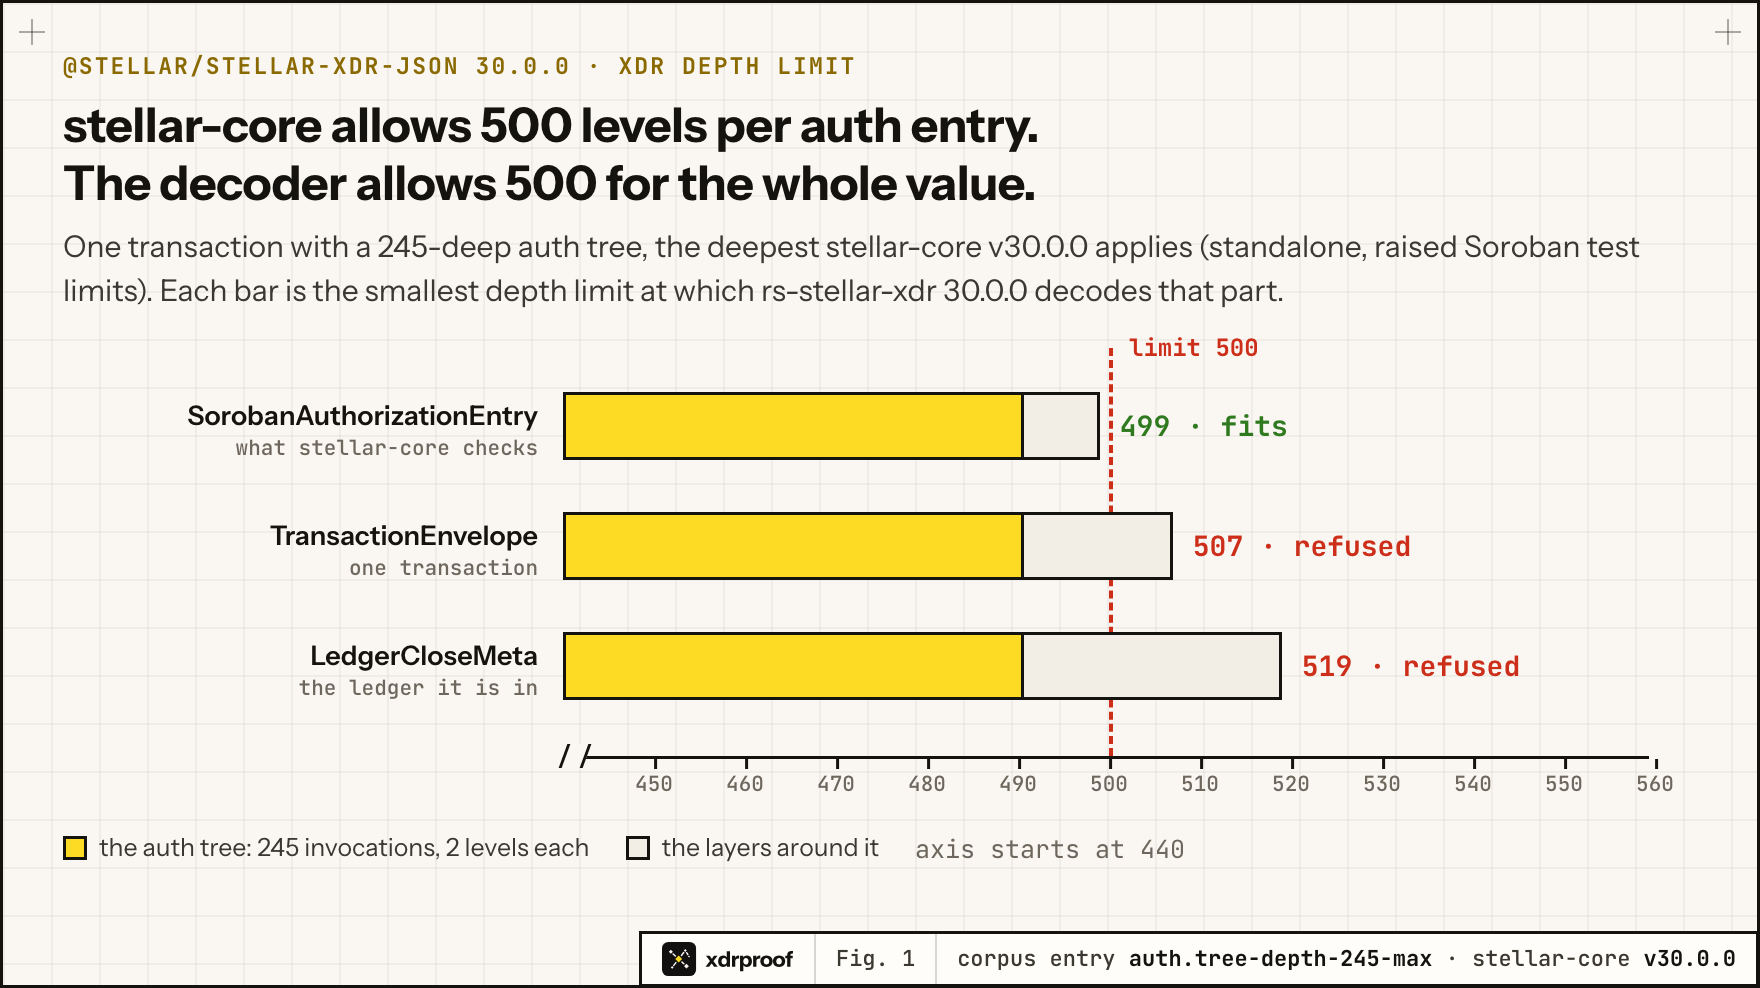 @STELLAR/STELLAR-XDR-JSON 30.0.0 · XDR DEPTH LIMIT
stellar-core allows 500 levels per auth entry.
The decoder allows 500 for the whole value.
One transaction with a 245-deep auth tree, the deepest stellar-core v30.0.0 applies (standalone, raised Soroban test
limits). Each bar is the smallest depth limit at which rs-stellar-xdr 30.0.0 decodes that part.
limit 500
SorobanAuthorizationEntry
what stellar-core checks
499 · fits
TransactionEnvelope
one transaction
507 · refused
LedgerCloseMeta
the ledger it is in
519 · refused
450 460 470 480 490 500 510 520 530 540 550 560
the auth tree: 245 invocations, 2 levels each
the layers around it
axis starts at 440
xdrproof
Fig. 1
corpus entry auth.tree-depth-245-max · stellar-core v30.0.0